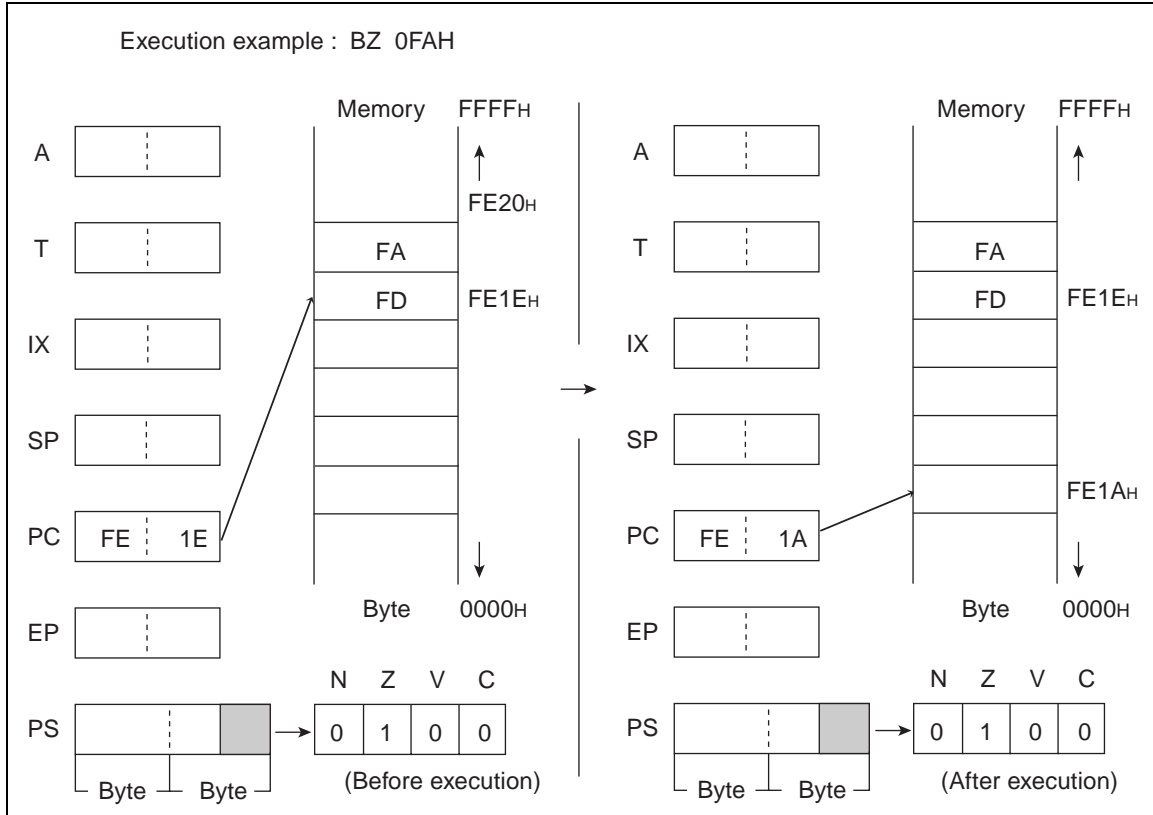 Execution example : BZ 0FAH
Memory FFFFH
A
FE20H
T
FA
FD FE1EH
IX
SP
PC FE 1E
Byte 0000H
EP
N Z V C
PS
0 1 0 0
Byte Byte
(Before execution)
Memory FFFFH
A
T
FA
FD FE1EH
IX
SP
FE1AH
PC FE 1A
Byte 0000H
EP
N Z V C
PS
0 1 0 0
Byte Byte
(After execution)